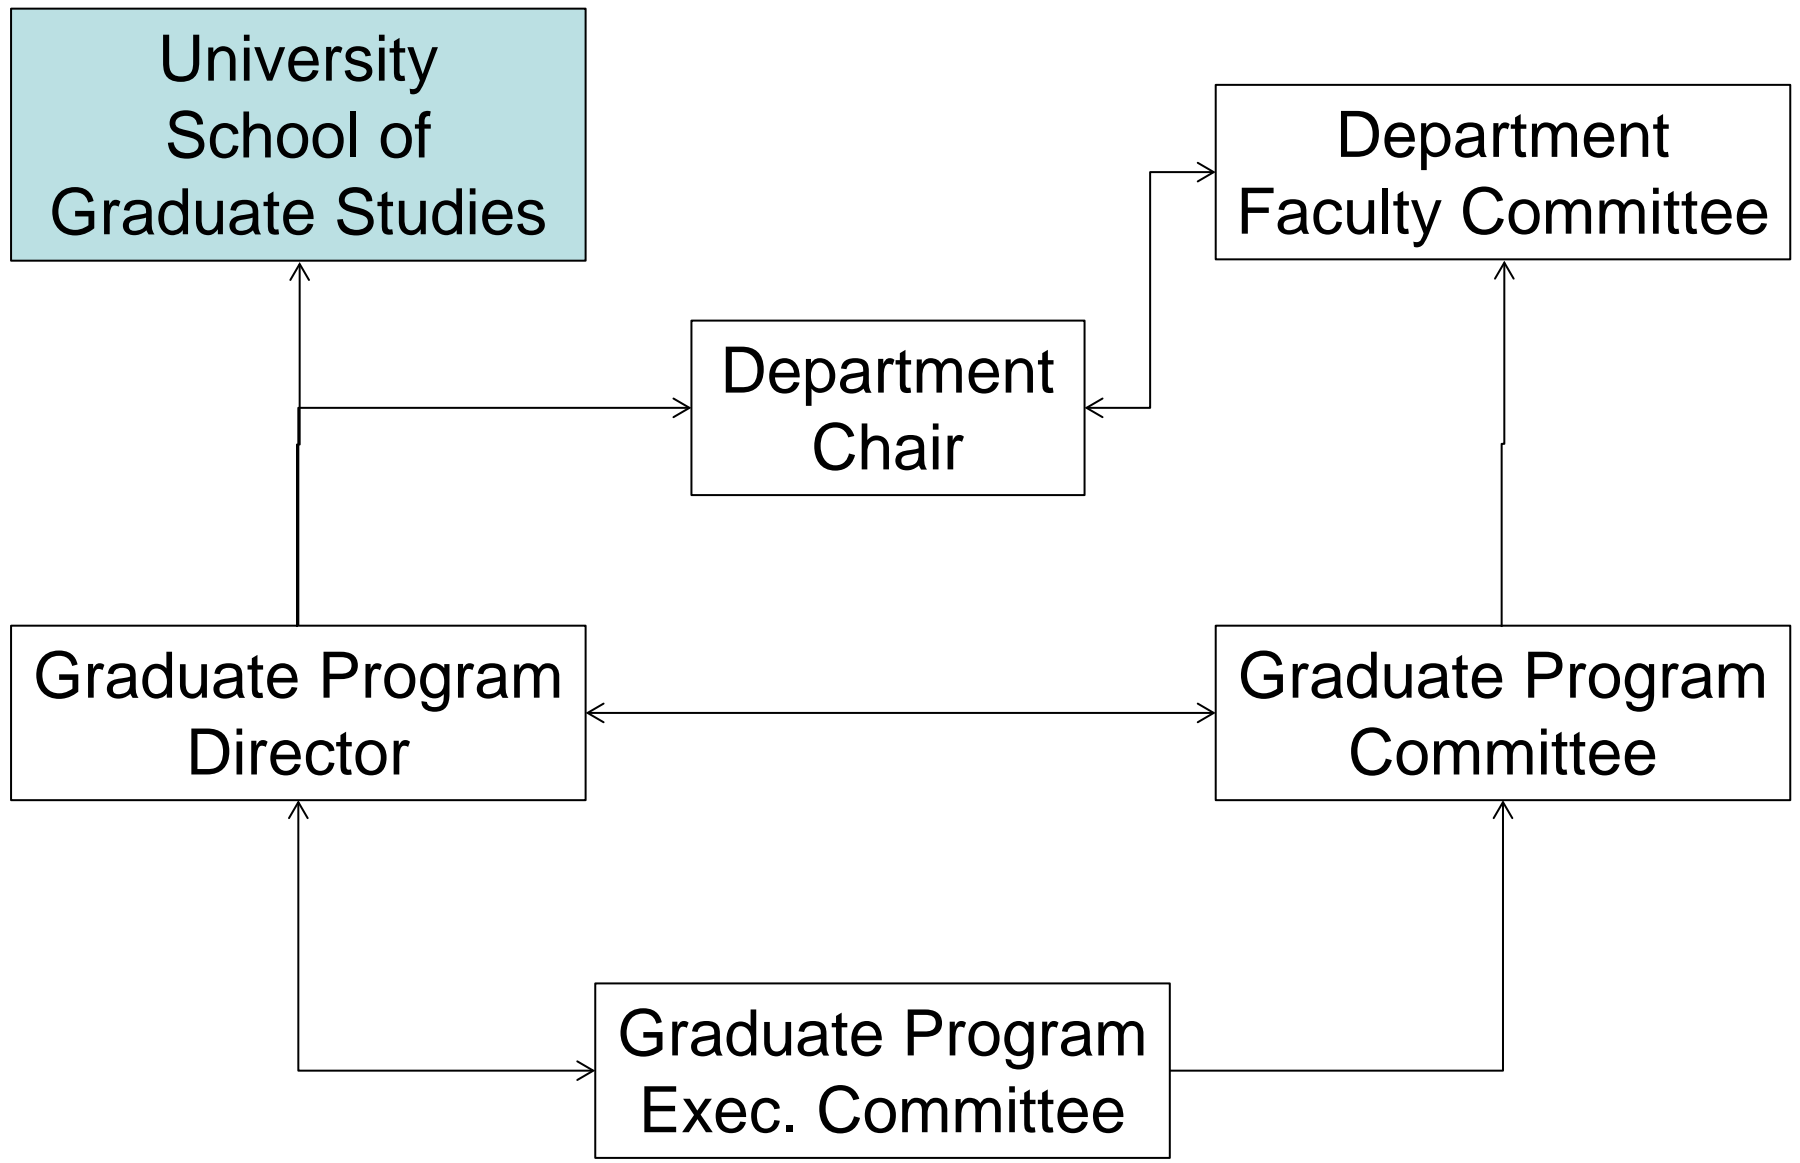 University
School of
Graduate Studies
Department
Faculty Committee
Department
Chair
Graduate Program
Director
Graduate Program
Committee
Graduate Program
Exec. Committee